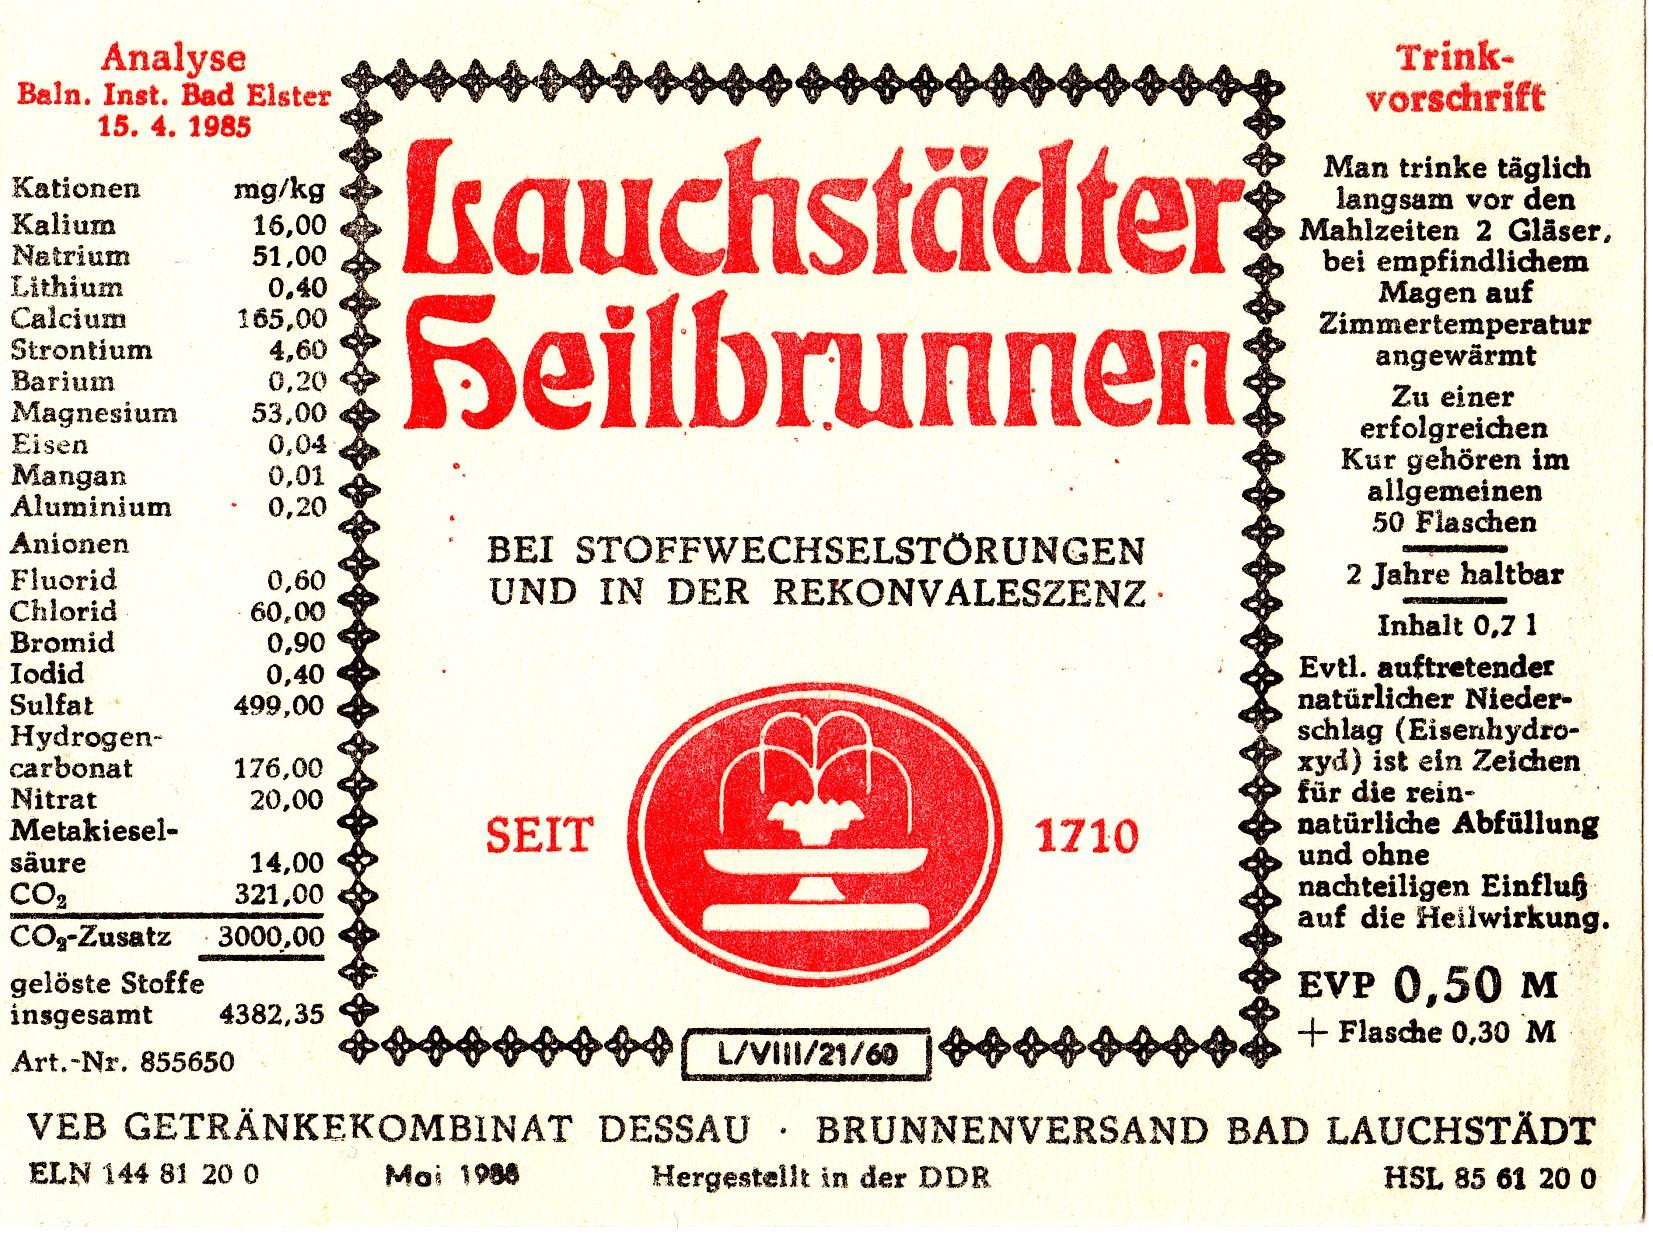 Analyse
Baln. Inst. Bad Elster
15. 4. 1985
Kationen mg/kg
Kalium 16,00
Natrium 51,00
Lithium 0,40
Calcium 165,00
Strontium 4,60
Barium 0,20
Magnesium 53,00
Eisen 0,04
Mangan 0,01
Aluminium 0,20
Anionen
Fluorid 0,60
Chlorid 60,00
Bromid 0,90
Iodid 0,40
Sulfat 499,00
Hydrogen-
carbonat 176,00
Nitrat 20,00
Metakiesel-
säure 14,00
CO₂ 321,00
CO₂-Zusatz 3000,00
gelöste Stoffe
insgesamt 4382,35
Art.-Nr. 855650
Lauchstädter
Heilbrunnen
BEI STOFFWECHSELSTÖRUNGEN
UND IN DER REKONVALESZENZ
SEIT 1710
L/VIII/21/60
Trink-
vorschrift
Man trinke täglich
langsam vor den
Mahlzeiten 2 Gläser,
bei empfindlichem
Magen auf
Zimmertemperatur
angewärmt
Zu einer
erfolgreichen
Kur gehören im
allgemeinen
50 Flaschen
2 Jahre haltbar
Inhalt 0,7 l
Evtl. auftretender
natürlicher Nieder-
schlag (Eisenhydro-
xyd) ist ein Zeichen
für die rein-
natürliche Abfüllung
und ohne
nachteiligen Einfluß
auf die Heilwirkung.
EVP 0,50 M
+ Flasche 0,30 M
VEB GETRÄNKEKOMBINAT DESSAU · BRUNNENVERSAND BAD LAUCHSTÄDT
ELN 144 81 20 0 Mai Hergestellt in der DDR HSL 85 61 20 0